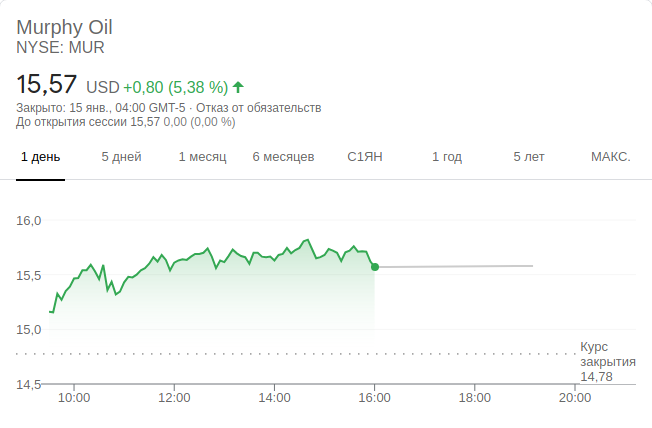 Murphy Oil
NYSE: MUR
15,57 USD +0,80 (5,38 %)
Закрыто: 15 янв., 04:00 GMT-5 · Отказ от обязательств
До открытия сессии 15,57 0,00 (0,00 %)
1 день 5 дней 1 месяц 6 месяцев С1ЯН 1 год 5 лет МАКС.
16,0
15,5
15,0
Курс
закрытия
14,78
14,5
10:00 12:00 14:00 16:00 18:00 20:00